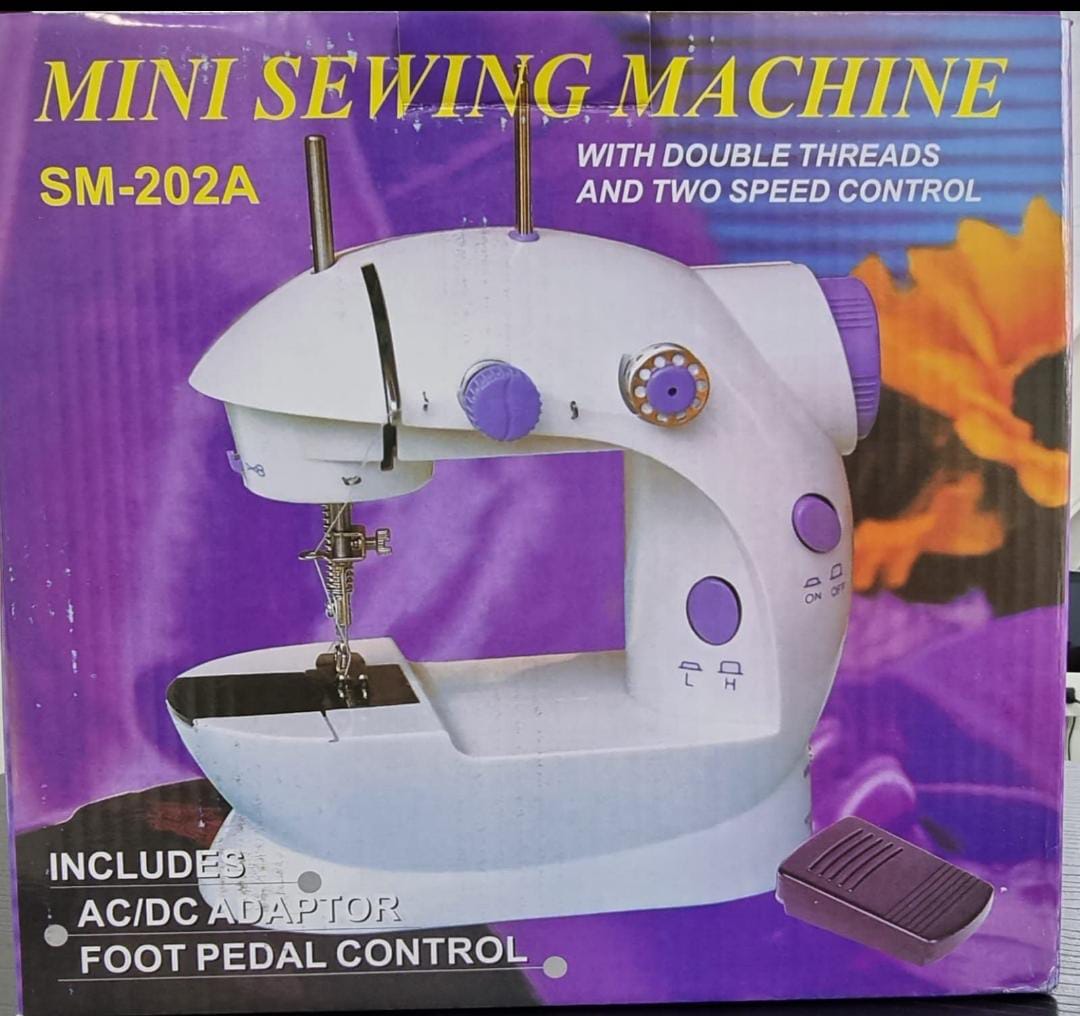 MINI SEWING MACHINE
SM-202A
WITH DOUBLE THREADS
AND TWO SPEED CONTROL
ON OFF
L H
INCLUDES
AC/DC ADAPTOR
FOOT PEDAL CONTROL